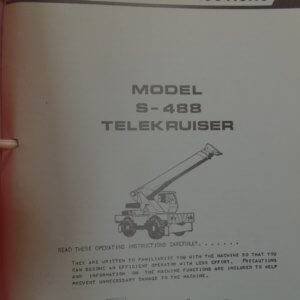 MODEL
S-488
TELEKRUISER
READ THESE OPERATING INSTRUCTIONS CAREFULLY. . . . . . .
THEY ARE WRITTEN TO FAMILIARIZE YOU WITH THE MACHINE SO THAT YOU
CAN BECOME AN EFFICIENT OPERATOR WITH LESS EFFORT. PRECAUTIONS
AND INFORMATION ON THE MACHINE FUNCTIONS ARE INCLUDED TO HELP
PREVENT UNNECESSARY DAMAGE TO THE MACHINE.